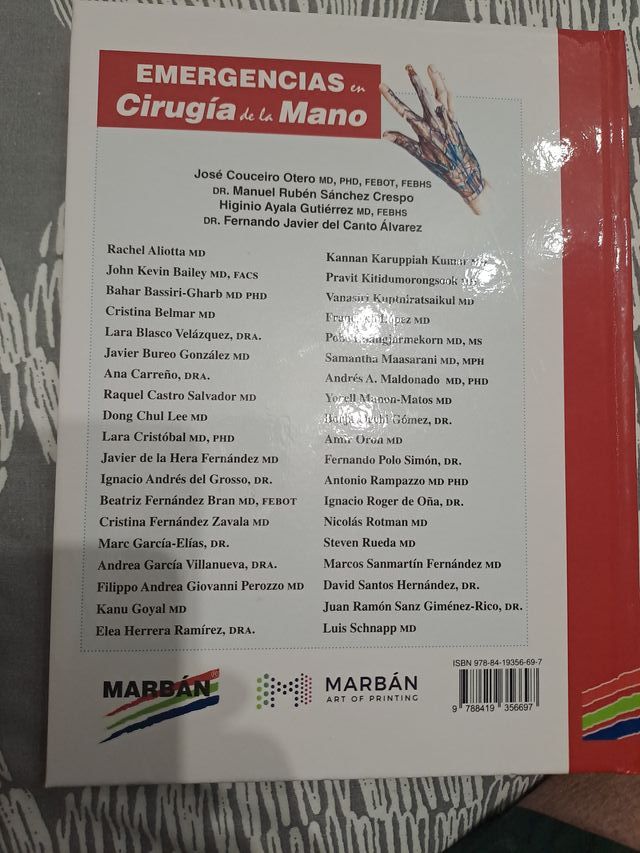 EMERGENCIAS en
Cirugía de la Mano
José Couceiro Otero MD, PHD, FEBOT, FEBHS
DR. Manuel Rubén Sánchez Crespo
Higinio Ayala Gutiérrez MD, FEBHS
DR. Fernando Javier del Canto Álvarez
Rachel Aliotta MD
John Kevin Bailey MD, FACS
Bahar Bassiri-Gharb MD PHD
Cristina Belmar MD
Lara Blasco Velázquez, DRA.
Javier Bureo González MD
Ana Carreño, DRA.
Raquel Castro Salvador MD
Dong Chul Lee MD
Lara Cristóbal MD, PHD
Javier de la Hera Fernández MD
Ignacio Andrés del Grosso, DR.
Beatriz Fernández Bran MD, FEBOT
Cristina Fernández Zavala MD
Marc García-Elías, DR.
Andrea García Villanueva, DRA.
Filippo Andrea Giovanni Perozzo MD
Kanu Goyal MD
Elea Herrera Ramírez, DRA.
Kannan Karuppiah Kumar MD
Pravit Kitidumorongsook MD
Vanasiri Kuptniratsaikul MD
López MD
MD, MS
Samantha Maasarani MD, MPH
Andrés A. Maldonado MD, PHD
Yorell Manon-Matos MD
Gómez, DR.
Amir Oron MD
Fernando Polo Simón, DR.
Antonio Rampazzo MD PHD
Ignacio Roger de Oña, DR.
Nicolás Rotman MD
Steven Rueda MD
Marcos Sanmartín Fernández MD
David Santos Hernández, DR.
Juan Ramón Sanz Giménez-Rico, DR.
Luis Schnapp MD
MARBÁN®
MARBÁN
ART OF PRINTING
ISBN 978-84-19356-69-7
9 788419 356697